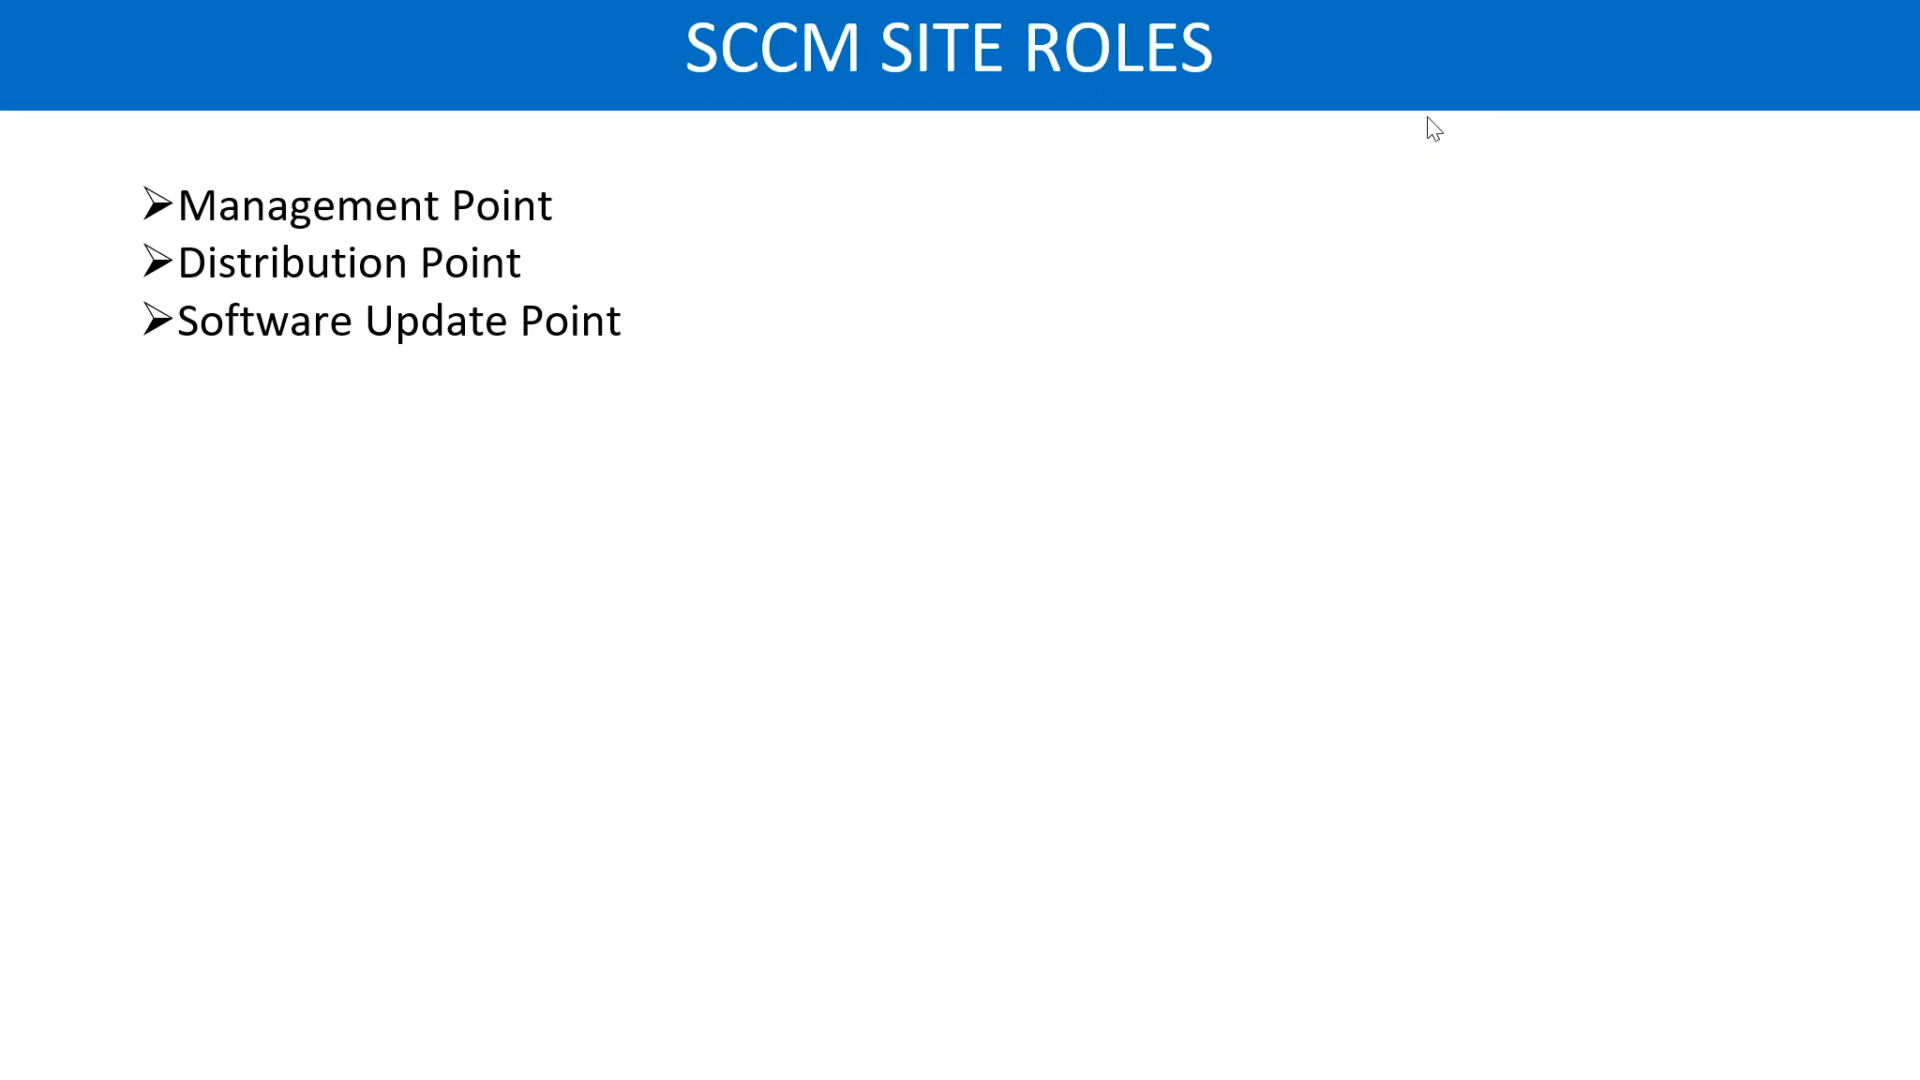 SCCM SITE ROLES
➢Management Point
➢Distribution Point
➢Software Update Point